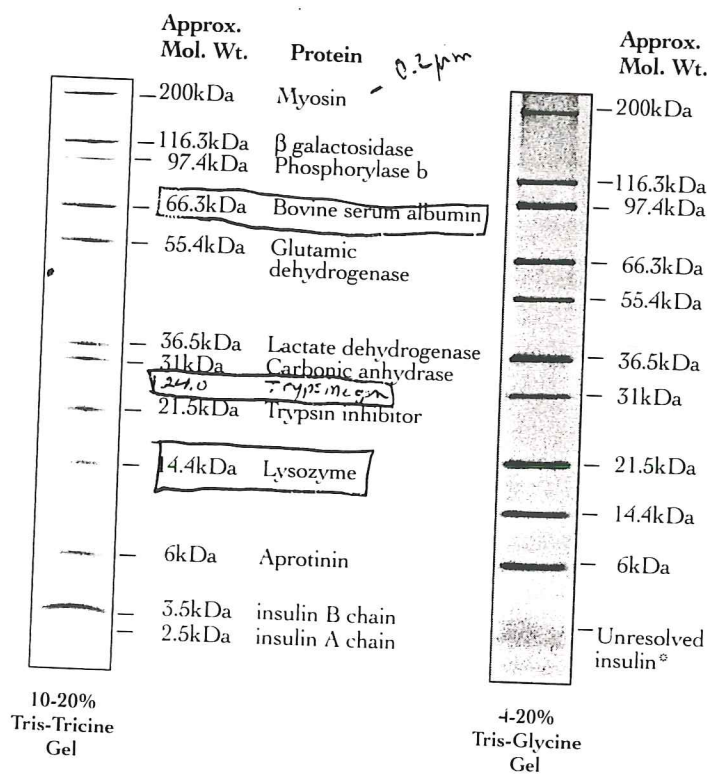 Approx.
Mol. Wt. Protein
0.2 μm
200kDa Myosin
116.3kDa β galactosidase
97.4kDa Phosphorylase b
66.3kDa Bovine serum albumin
55.4kDa Glutamic
dehydrogenase
36.5kDa Lactate dehydrogenase
31kDa Carbonic anhydrase
24.0 Trypsinogen
21.5kDa Trypsin inhibitor
14.4kDa Lysozyme
6kDa Aprotinin
3.5kDa insulin B chain
2.5kDa insulin A chain
10-20%
Tris-Tricine
Gel
Approx.
Mol. Wt.
200kDa
116.3kDa
97.4kDa
66.3kDa
55.4kDa
36.5kDa
31kDa
21.5kDa
14.4kDa
6kDa
Unresolved
insulin*
4-20%
Tris-Glycine
Gel